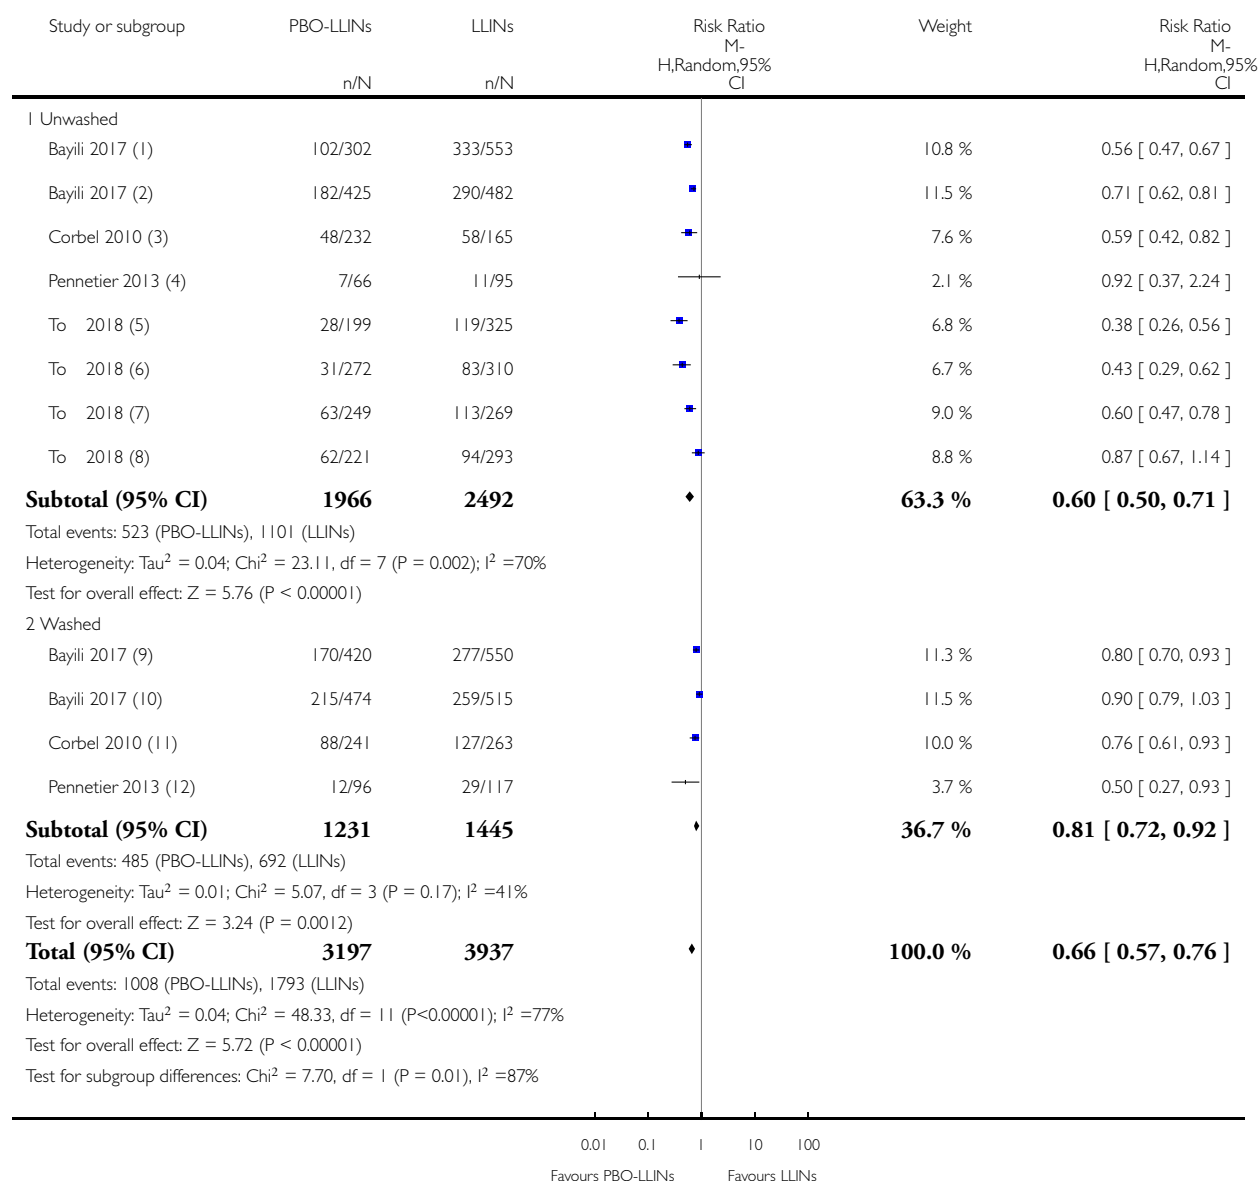 Study or subgroup PBO-LLINs LLINs Risk Ratio Weight Risk Ratio
M- M-
H,Random,95% H,Random,95%
n/N n/N CI CI
1 Unwashed
Bayili 2017 (1) 102/302 333/553 10.8 % 0.56 [ 0.47, 0.67 ]
Bayili 2017 (2) 182/425 290/482 11.5 % 0.71 [ 0.62, 0.81 ]
Corbel 2010 (3) 48/232 58/165 7.6 % 0.59 [ 0.42, 0.82 ]
Pennetier 2013 (4) 7/66 11/95 2.1 % 0.92 [ 0.37, 2.24 ]
To 2018 (5) 28/199 119/325 6.8 % 0.38 [ 0.26, 0.56 ]
To 2018 (6) 31/272 83/310 6.7 % 0.43 [ 0.29, 0.62 ]
To 2018 (7) 63/249 113/269 9.0 % 0.60 [ 0.47, 0.78 ]
To 2018 (8) 62/221 94/293 8.8 % 0.87 [ 0.67, 1.14 ]
Subtotal (95% CI) 1966 2492 63.3 % 0.60 [ 0.50, 0.71 ]
Total events: 523 (PBO-LLINs), 1101 (LLINs)
Heterogeneity: Tau² = 0.04; Chi² = 23.11, df = 7 (P = 0.002); I² =70%
Test for overall effect: Z = 5.76 (P < 0.00001)
2 Washed
Bayili 2017 (9) 170/420 277/550 11.3 % 0.80 [ 0.70, 0.93 ]
Bayili 2017 (10) 215/474 259/515 11.5 % 0.90 [ 0.79, 1.03 ]
Corbel 2010 (11) 88/241 127/263 10.0 % 0.76 [ 0.61, 0.93 ]
Pennetier 2013 (12) 12/96 29/117 3.7 % 0.50 [ 0.27, 0.93 ]
Subtotal (95% CI) 1231 1445 36.7 % 0.81 [ 0.72, 0.92 ]
Total events: 485 (PBO-LLINs), 692 (LLINs)
Heterogeneity: Tau² = 0.01; Chi² = 5.07, df = 3 (P = 0.17); I² =41%
Test for overall effect: Z = 3.24 (P = 0.0012)
Total (95% CI) 3197 3937 100.0 % 0.66 [ 0.57, 0.76 ]
Total events: 1008 (PBO-LLINs), 1793 (LLINs)
Heterogeneity: Tau² = 0.04; Chi² = 48.33, df = 11 (P<0.00001); I² =77%
Test for overall effect: Z = 5.72 (P < 0.00001)
Test for subgroup differences: Chi² = 7.70, df = 1 (P = 0.01), I² =87%
0.01 0.1 1 10 100
Favours PBO-LLINs Favours LLINs